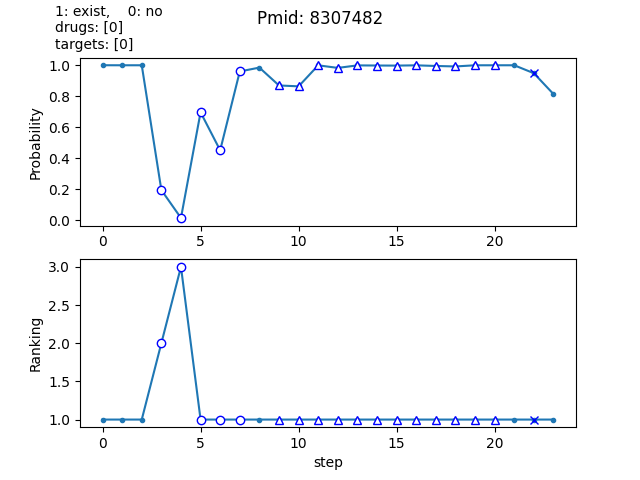 1: exist,    0: no
drugs: [0]
targets: [0]
Pmid: 8307482
1.0
0.8
0.6
0.4
0.2
0.0
Probability
0 5 10 15 20
3.0
2.5
2.0
1.5
1.0
Ranking
0 5 10 15 20
step